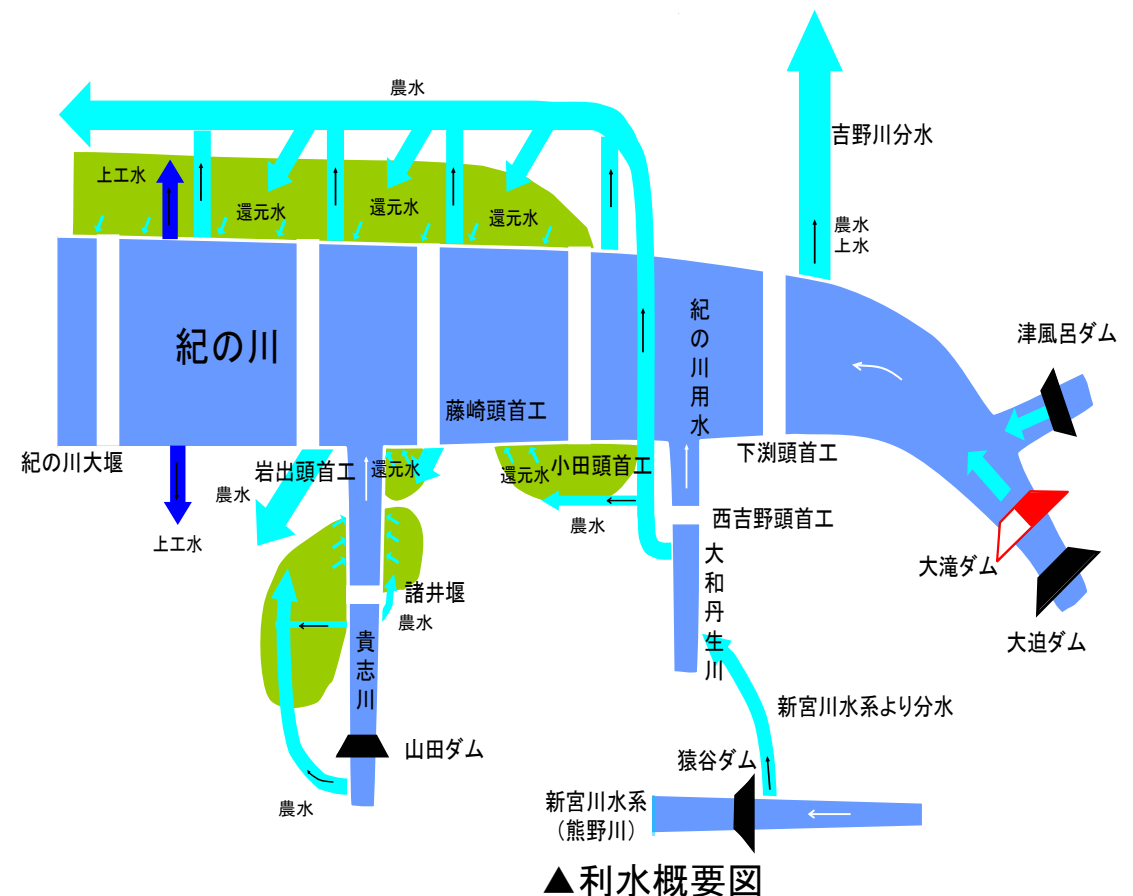 農水
吉野川分水
農水
上水
上工水
還元水
還元水
還元水
紀の川
紀の川用水
津風呂ダム
藤崎頭首工
下渕頭首工
紀の川大堰
岩出頭首工
還元水
還元水
小田頭首工
農水
農水
西吉野頭首工
上工水
大和丹生川
大滝ダム
大迫ダム
諸井堰
農水
貴志川
新宮川水系より分水
山田ダム
猿谷ダム
農水
新宮川水系
（熊野川）
▲利水概要図